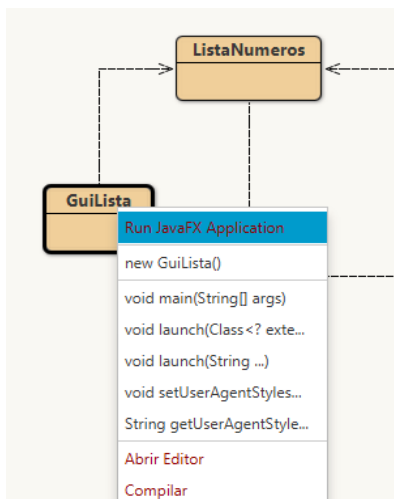 ListaNumeros
GuiLista
Run JavaFX Application
new GuiLista()
void main(String[] args)
void launch(Class<? exte...
void launch(String ...)
void setUserAgentStyles...
String getUserAgentStyle...
Abrir Editor
Compilar